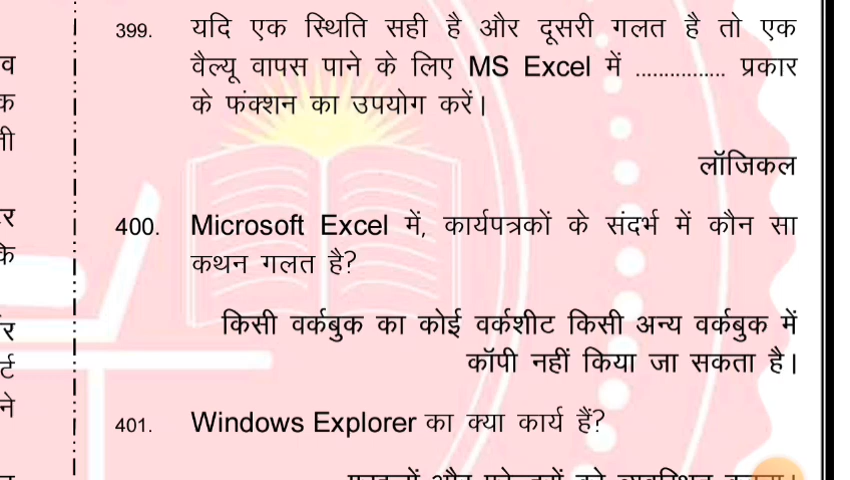 व
क
नी
399. यदि एक स्थिति सही है और दूसरी गलत है तो एक
वैल्यू वापस पाने के लिए MS Excel में ............... प्रकार
के फंक्शन का उपयोग करें।
लॉजिकल
400. Microsoft Excel में, कार्यपत्रकों के संदर्भ में कौन सा
कथन गलत है?
किसी वर्कबुक का कोई वर्कशीट किसी अन्य वर्कबुक में
कॉपी नहीं किया जा सकता है।
401. Windows Explorer का क्या कार्य हैं?